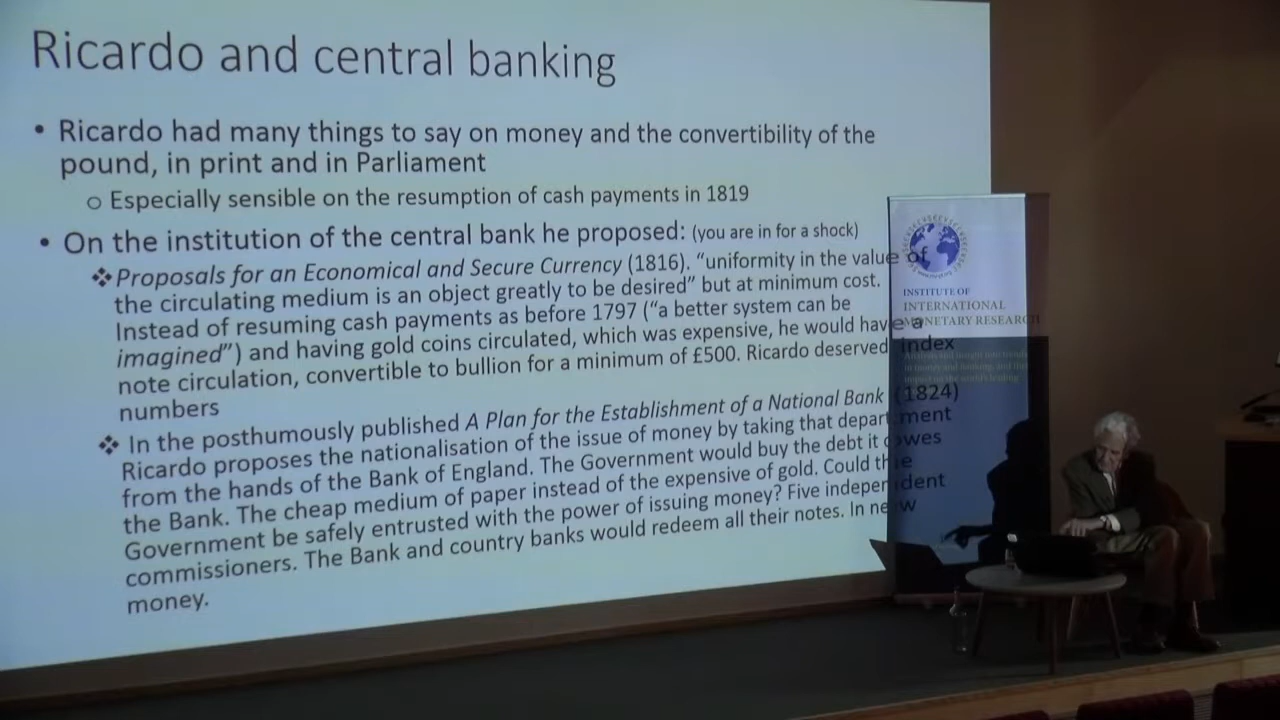 Ricardo and central banking
• Ricardo had many things to say on money and the convertibility of the
pound, in print and in Parliament
o Especially sensible on the resumption of cash payments in 1819
• On the institution of the central bank he proposed: (you are in for a shock)
❖ Proposals for an Economical and Secure Currency (1816). “uniformity in the value of
the circulating medium is an object greatly to be desired” but at minimum cost.
Instead of resuming cash payments as before 1797 (“a better system can be
imagined”) and having gold coins circulated, which was expensive, he would have a
note circulation, convertible to bullion for a minimum of £500. Ricardo deserved index
numbers
❖ In the posthumously published A Plan for the Establishment of a National Bank (1824)
Ricardo proposes the nationalisation of the issue of money by taking that department
from the hands of the Bank of England. The Government would buy the debt it owes
the Bank. The cheap medium of paper instead of the expensive of gold. Could the
Government be safely entrusted with the power of issuing money? Five independent
commissioners. The Bank and country banks would redeem all their notes. In new
money.
INSTITUTE OF
INTERNATIONAL
MONETARY RESEARCH